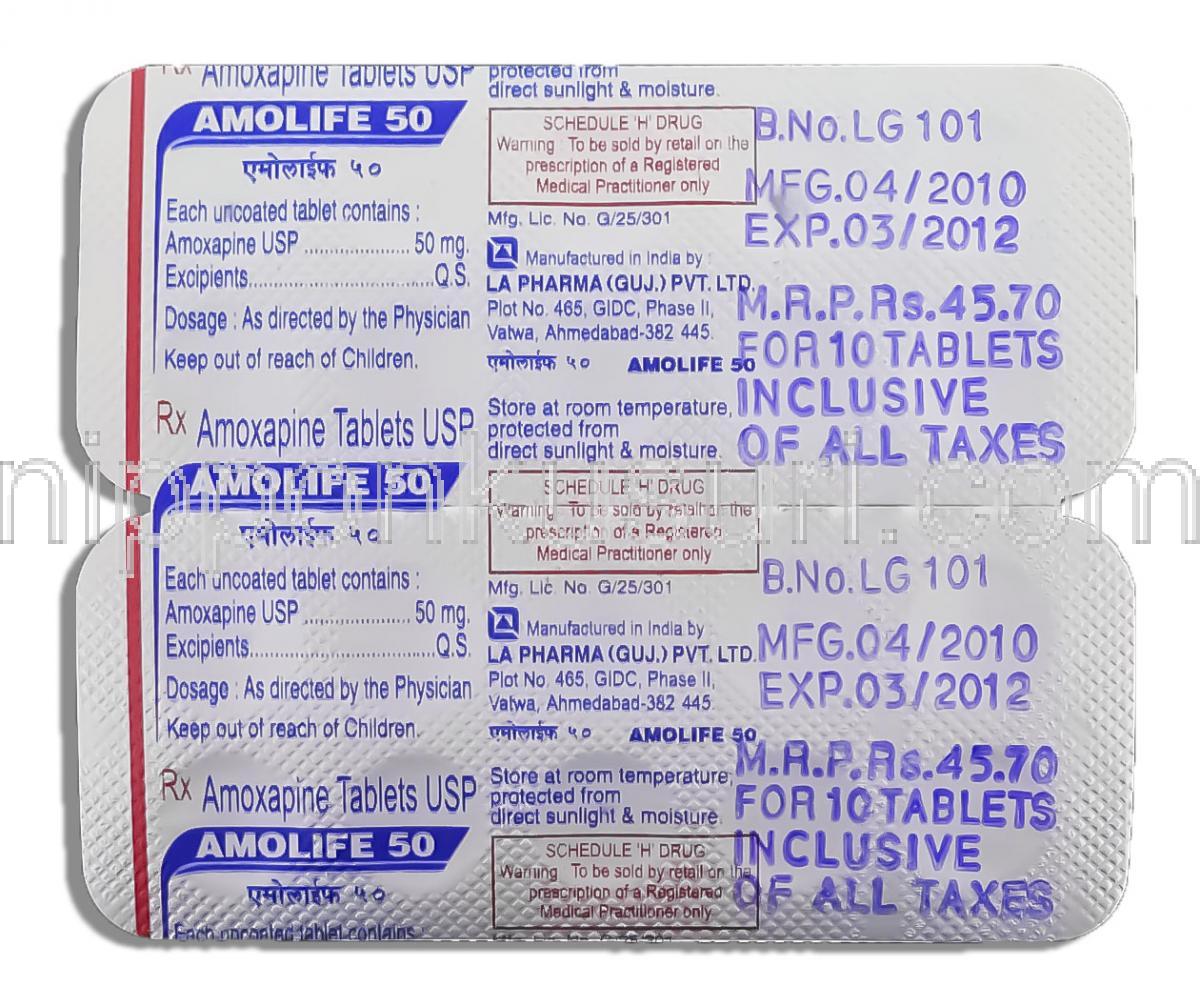 Rx Amoxapine Tablets USP
AMOLIFE 50
एमोलाईफ ५०
Each uncoated tablet contains :
Amoxapine USP .................... 50 mg.
Excipients..................................Q.S.
Dosage : As directed by the Physician
Keep out of reach of Children.
Rx Amoxapine Tablets USP
AMOLIFE 50
एमोलाईफ ५०
Each uncoated tablet contains :
Amoxapine USP .................... 50 mg.
Excipients..................................Q.S.
Dosage : As directed by the Physician
Keep out of reach of Children.
Rx Amoxapine Tablets USP
AMOLIFE 50
एमोलाईफ ५०
Each uncoated tablet contains :
protected from
direct sunlight & moisture.
SCHEDULE 'H' DRUG
Warning : To be sold by retail on the
prescription of a Registered
Medical Practitioner only
Mfg. Lic. No. G/25/301
Manufactured in India by :
LA PHARMA (GUJ.) PVT. LTD.
Plot No. 465, GIDC, Phase II,
Vatwa, Ahmedabad-382 445.
एमोलाईफ ५० AMOLIFE 50
Store at room temperature,
protected from
direct sunlight & moisture.
SCHEDULE 'H' DRUG
Warning : To be sold by retail on the
prescription of a Registered
Medical Practitioner only
Mfg. Lic. No. G/25/301
Manufactured in India by
LA PHARMA (GUJ.) PVT. LTD.
Plot No. 465, GIDC, Phase II,
Vatwa, Ahmedabad-382 445.
एमोलाईफ ५० AMOLIFE 50
Store at room temperature,
protected from
direct sunlight & moisture.
SCHEDULE 'H' DRUG
Warning : To be sold by retail on the
prescription of a Registered
Medical Practitioner only
Mfg. Lic. No. G/25/301
B.No.LG 101
MFG.04/2010
EXP.03/2012
M.R.P.Rs.45.70
FOR 10 TABLETS
INCLUSIVE
OF ALL TAXES
B.No.LG 101
MFG.04/2010
EXP.03/2012
M.R.P.Rs.45.70
FOR 10 TABLETS
INCLUSIVE
OF ALL TAXES
nipponkusuri.com